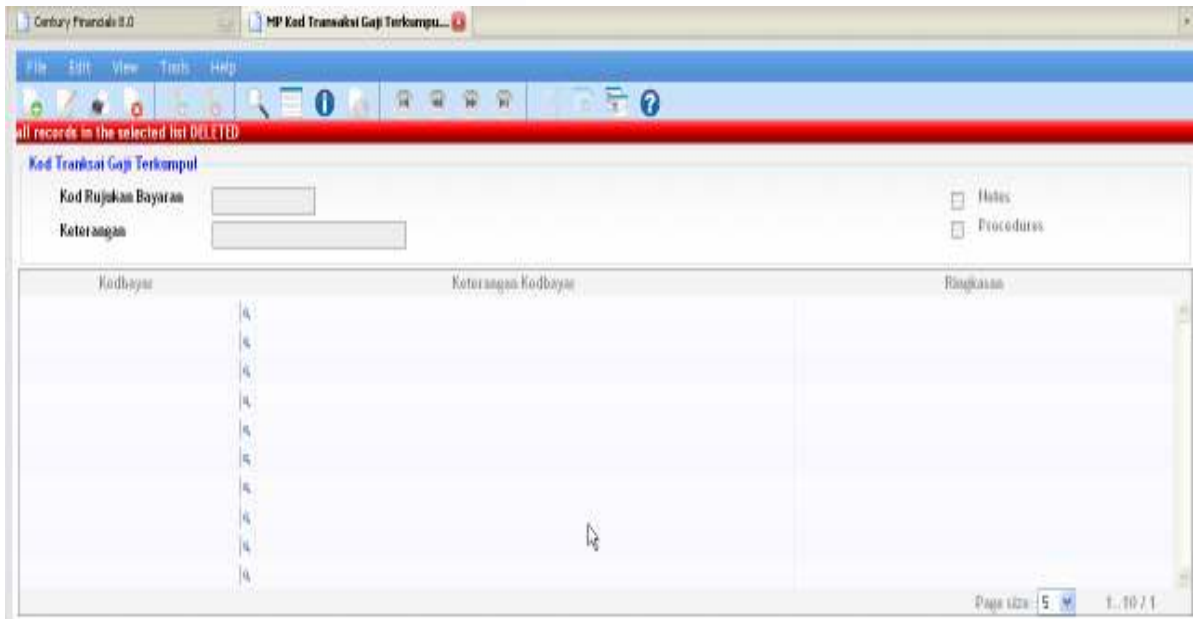 Century Financials 8.0
MP Kod Transaksi Gaji Terkumpu...
File Edit View Tools Help
all records in the selected list DELETED
Kod Tranksai Gaji Terkumput
Kod Rujukan Bayaran
Notes
Keterangan
Procedures
Kodbayar Keterangan Kodbayar Ringkasan
Page size: 5 1..10 / 1